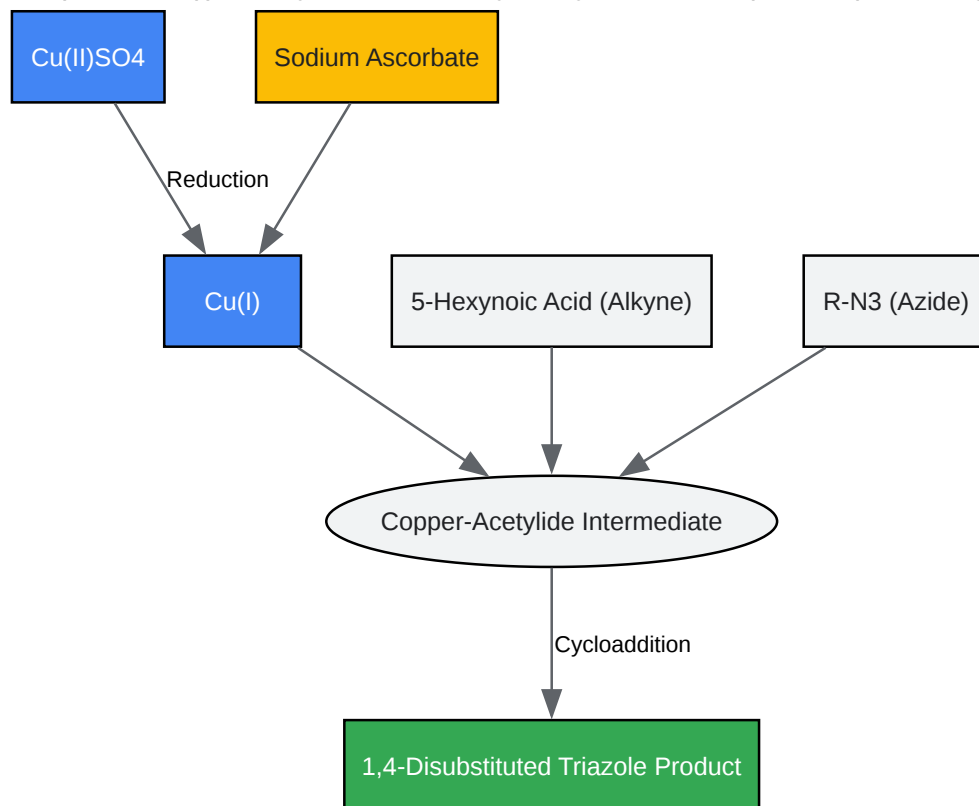 Cu(II)SO4
Sodium Ascorbate
Reduction
Cu(I)
5-Hexynoic Acid (Alkyne)
R-N3 (Azide)
Copper-Acetylide Intermediate
Cycloaddition
1,4-Disubstituted Triazole Product